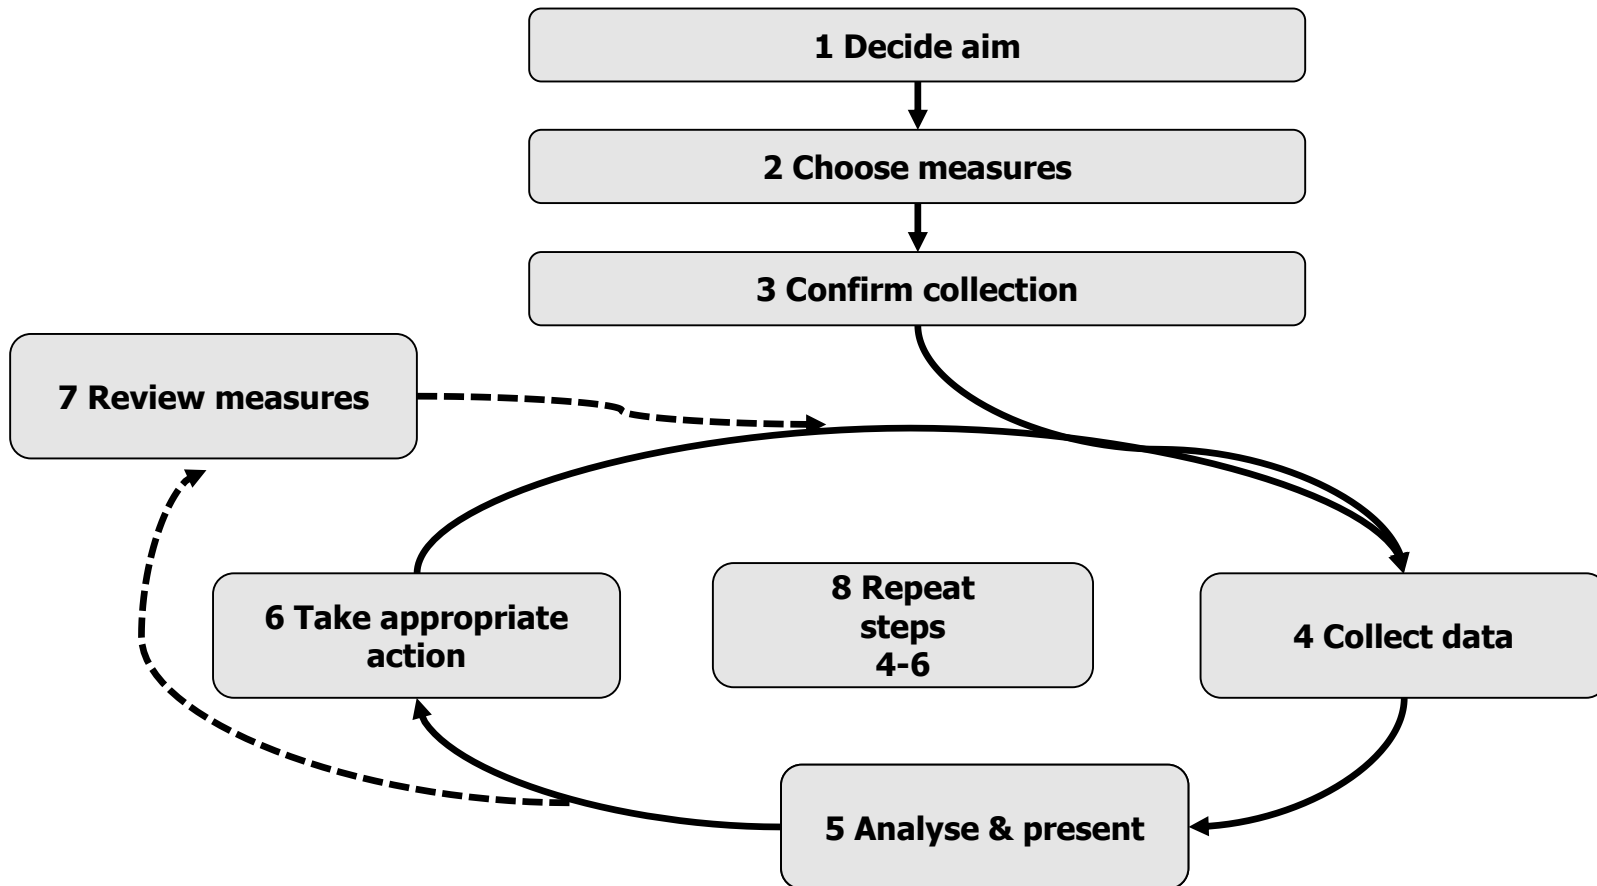 1 Decide aim
2 Choose measures
3 Confirm collection
7 Review measures
6 Take appropriate
action
8 Repeat
steps
4-6
4 Collect data
5 Analyse & present